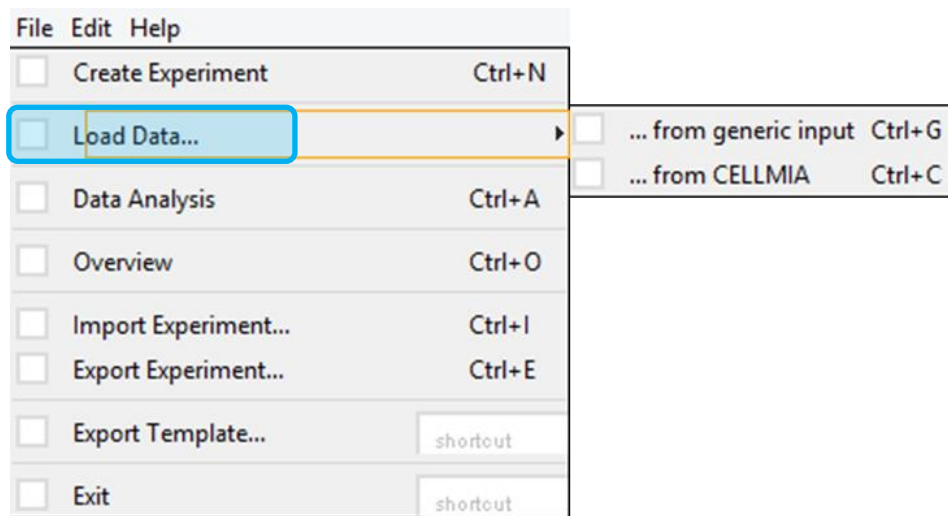 File Edit Help
Create Experiment Ctrl+N
Load Data...
... from generic input Ctrl+G
... from CELLMIA Ctrl+C
Data Analysis Ctrl+A
Overview Ctrl+O
Import Experiment... Ctrl+I
Export Experiment... Ctrl+E
Export Template... shortcut
Exit shortcut